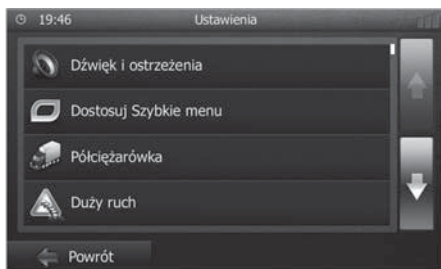 19:46 Ustawienia
Dźwięk i ostrzeżenia
Dostosuj Szybkie menu
Półciężarówka
Duży ruch
Powrót